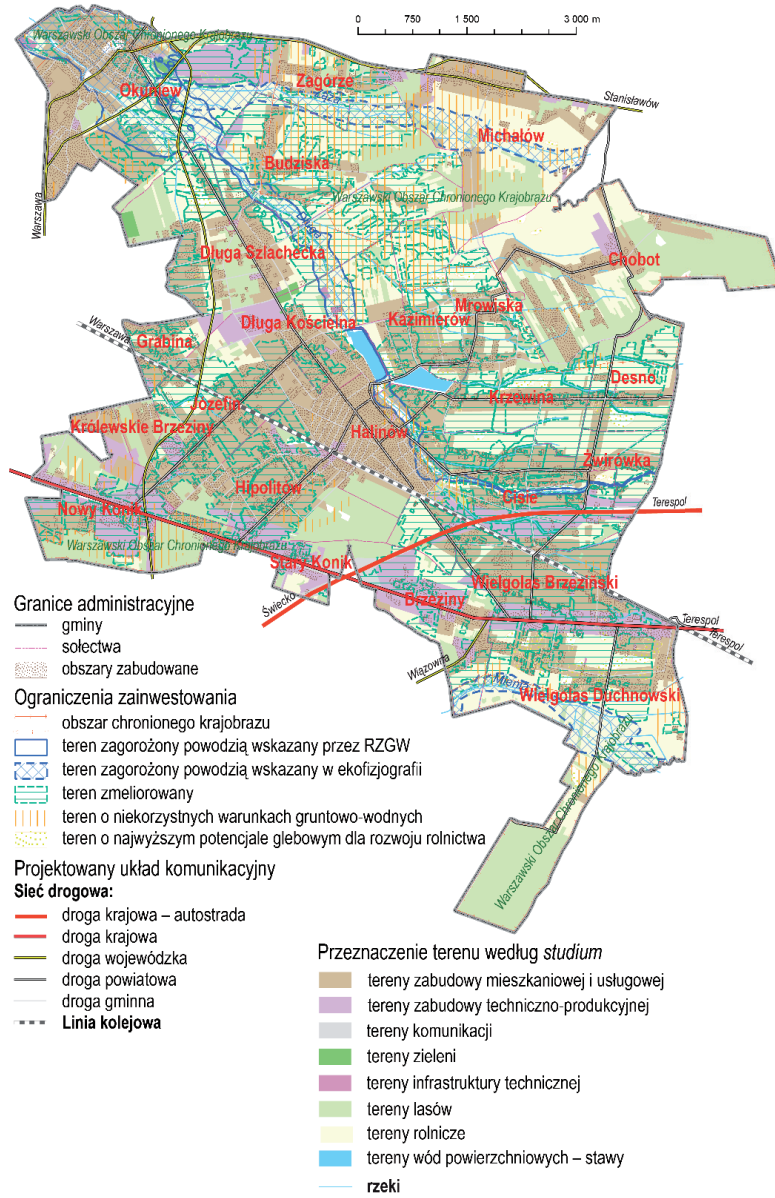 0 750 1 500 3 000 m
Warszawski Obszar Chronionego Krajobrazu
Okuniew
Zagórze
Stanisławów
Michałów
Budziska
Warszawski Obszar Chronionego Krajobrazu
Warszawa
Długa
Długa Szlachecka
Chobot
Mrowiska
Długa Kościelna
Kazimierów
Warszawa
Grabina
Desno
Krzewina
Józefin
Królewskie Brzeziny
Halinów
Żwirówka
Hipolitów
Cisie
Nowy Konik
Terespol
Warszawski Obszar Chronionego Krajobrazu
Stary Konik
Wielgolas Brzeziński
Brzeziny
Świecko
Terespol
Terespol
Wiązowna
Mienia
Wielgolas Duchnowski
Warszawski Obszar Chronionego Krajobrazu
Granice administracyjne
gminy
sołectwa
obszary zabudowane
Ograniczenia zainwestowania
obszar chronionego krajobrazu
teren zagorożony powodzią wskazany przez RZGW
teren zagorożony powodzią wskazany w ekofizjografii
teren zmeliorowany
teren o niekorzystnych warunkach gruntowo-wodnych
teren o najwyższym potencjale glebowym dla rozwoju rolnictwa
Projektowany układ komunikacyjny
Sieć drogowa:
droga krajowa – autostrada
droga krajowa
droga wojewódzka
droga powiatowa
droga gminna
Linia kolejowa
Przeznaczenie terenu według studium
tereny zabudowy mieszkaniowej i usługowej
tereny zabudowy techniczno-produkcyjnej
tereny komunikacji
tereny zieleni
tereny infrastruktury technicznej
tereny lasów
tereny rolnicze
tereny wód powierzchniowych – stawy
rzeki